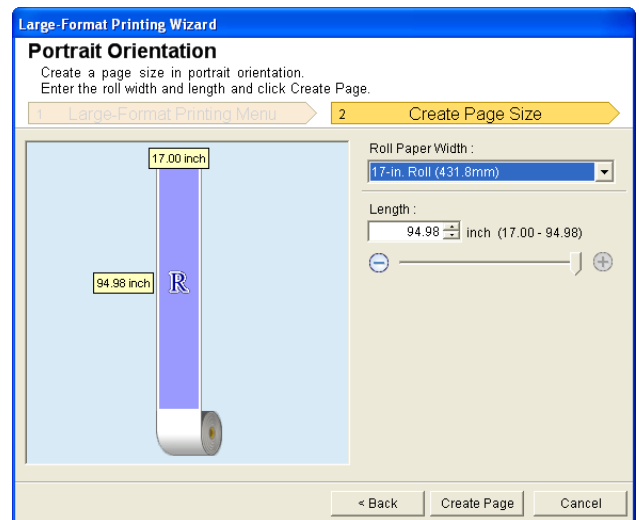 Large-Format Printing Wizard
Portrait Orientation
Create a page size in portrait orientation.
Enter the roll width and length and click Create Page.
1 Large-Format Printing Menu
2 Create Page Size
17.00 inch
94.98 inch
R
Roll Paper Width :
17-in. Roll (431.8mm)
Length :
94.98 inch (17.00 - 94.98)
< Back Create Page Cancel